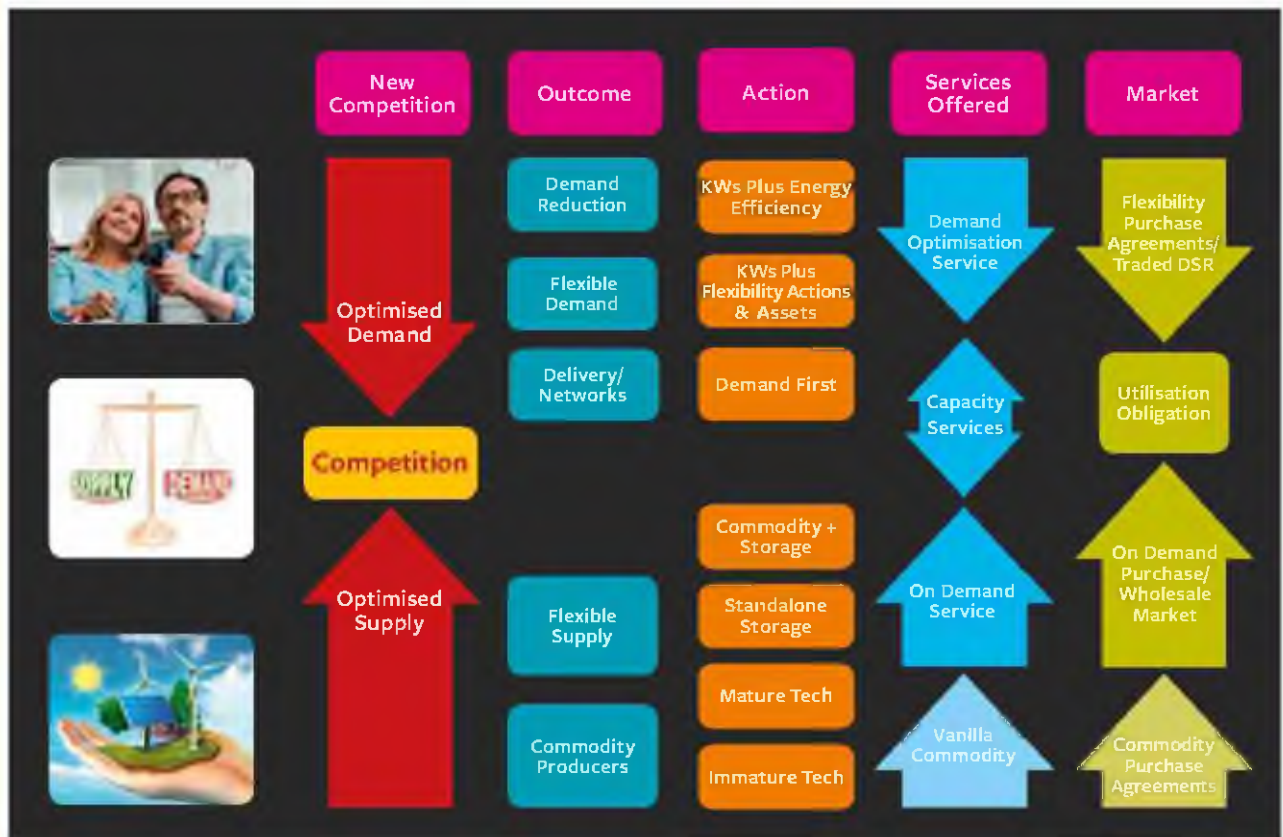 New
Competition
Outcome
Action
Services
Offered
Market
Demand
Reduction
KWs Plus Energy
Efficiency
Demand
Optimisation
Service
Flexibility
Purchase
Agreements/
Traded DSR
Optimised
Demand
Flexible
Demand
KWs Plus
Flexibility Actions
& Assets
Delivery/
Networks
Demand First
Capacity
Services
Utilisation
Obligation
SUPPLY
DEMAND
Competition
Optimised
Supply
Flexible
Supply
Commodity +
Storage
Standalone
Storage
On Demand
Service
On Demand
Purchase/
Wholesale
Market
Commodity
Producers
Mature Tech
Immature Tech
Vanilla
Commodity
Commodity
Purchase
Agreements